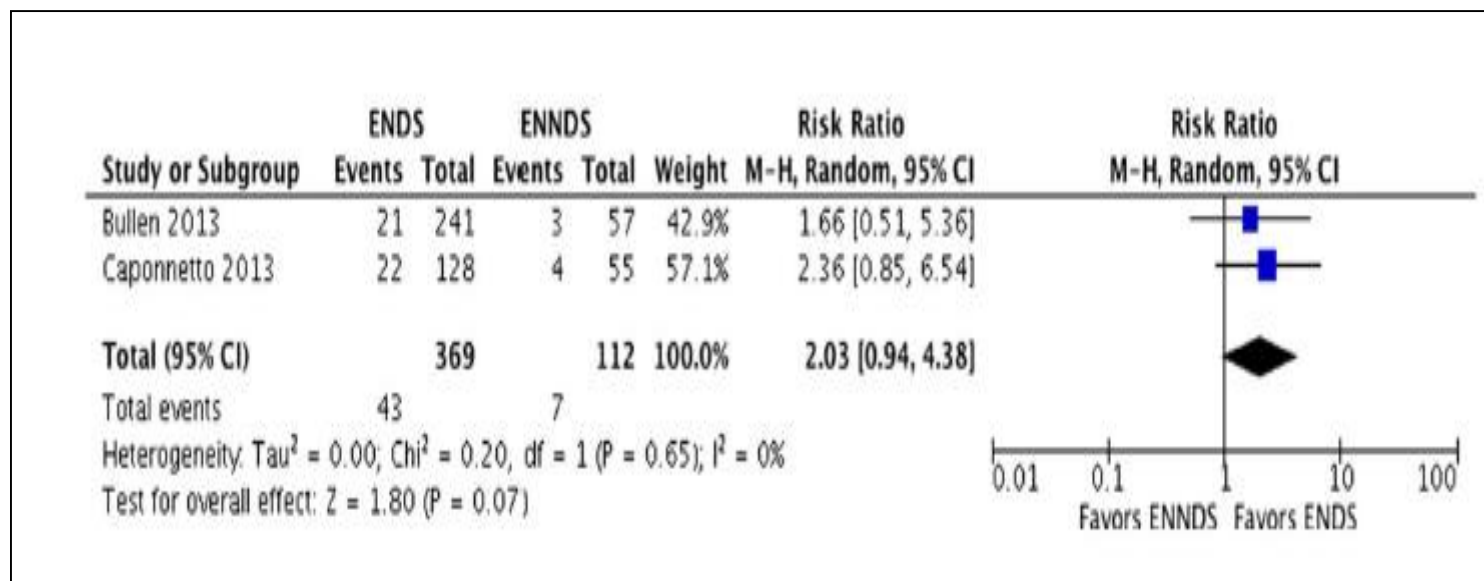 ENDS ENNDS Risk Ratio Risk Ratio
Study or Subgroup Events Total Events Total Weight M-H, Random, 95% CI M-H, Random, 95% CI
Bullen 2013 21 241 3 57 42.9% 1.66 [0.51, 5.36]
Caponnetto 2013 22 128 4 55 57.1% 2.36 [0.85, 6.54]
Total (95% CI) 369 112 100.0% 2.03 [0.94, 4.38]
Total events 43 7
Heterogeneity: Tau² = 0.00; Chi² = 0.20, df = 1 (P = 0.65); I² = 0%
Test for overall effect: Z = 1.80 (P = 0.07)
0.01 0.1 1 10 100
Favors ENNDS Favors ENDS